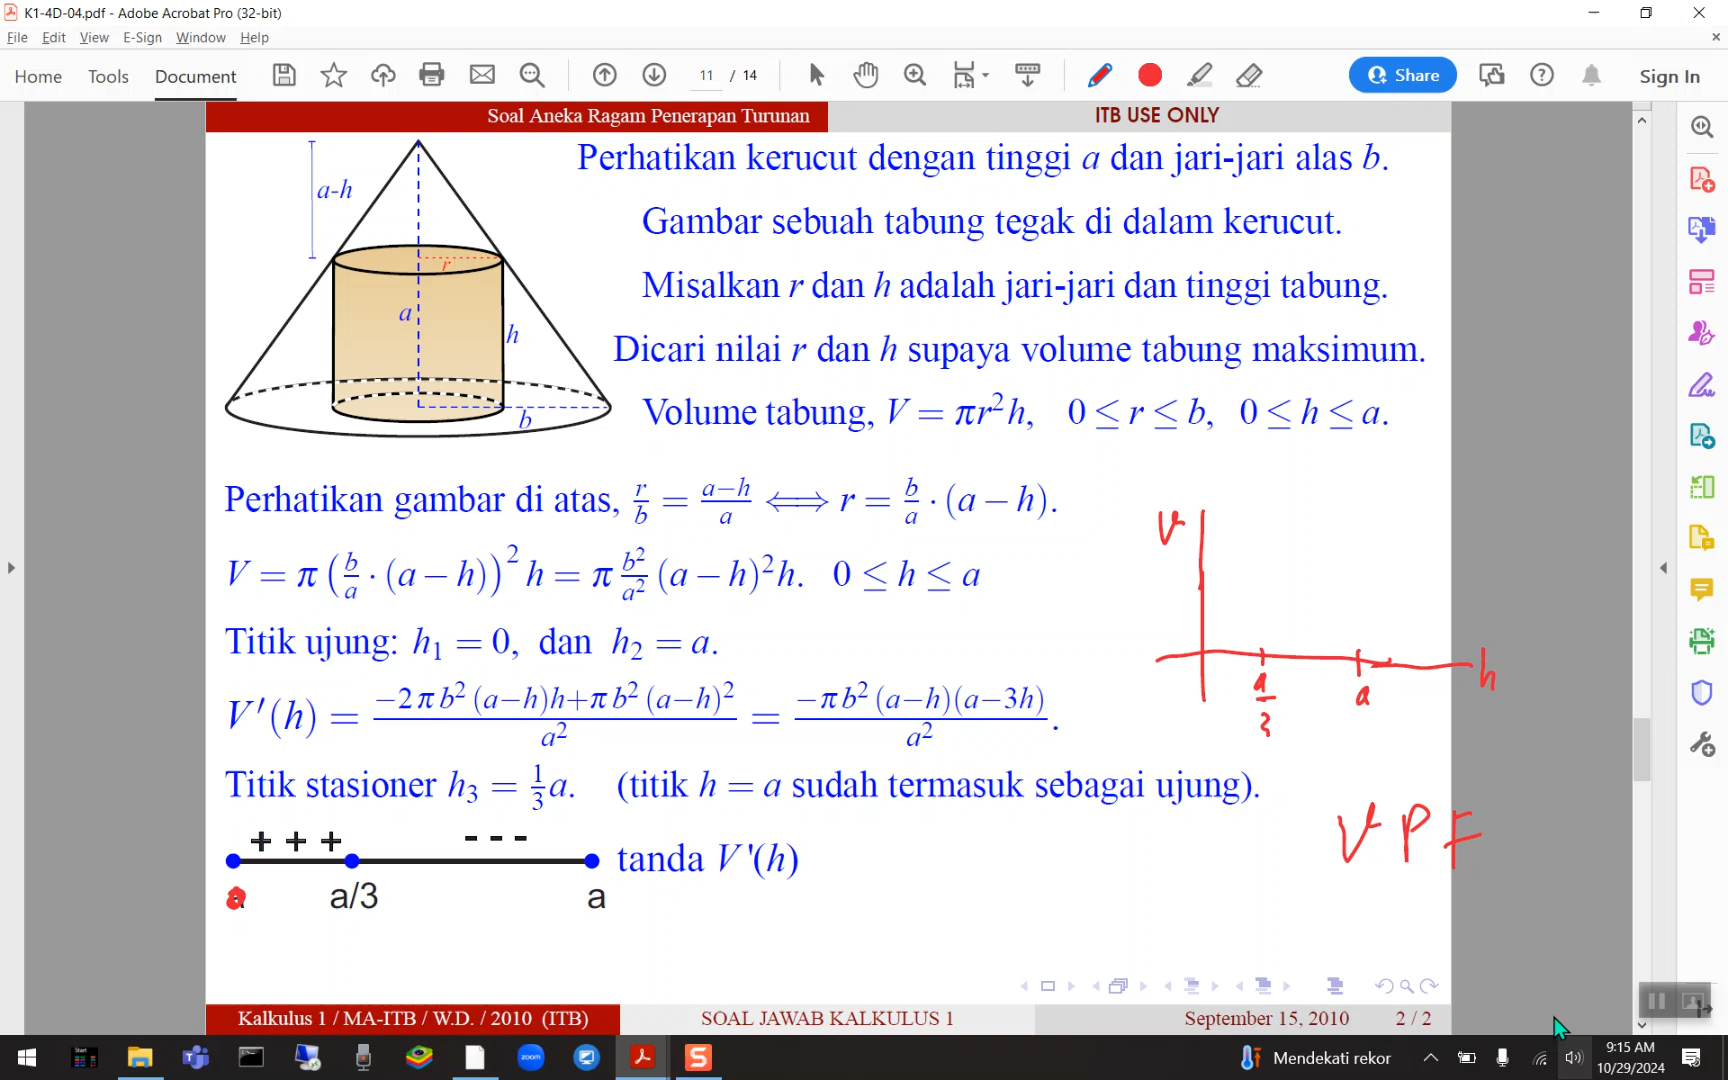 K1-4D-04.pdf - Adobe Acrobat Pro (32-bit)
File Edit View E-Sign Window Help
Home Tools Document 11 / 14 Share Sign In
Soal Aneka Ragam Penerapan Turunan ITB USE ONLY
Perhatikan kerucut dengan tinggi a dan jari-jari alas b.
a-h
Gambar sebuah tabung tegak di dalam kerucut.
r
Misalkan r dan h adalah jari-jari dan tinggi tabung.
a
h
Dicari nilai r dan h supaya volume tabung maksimum.
b
Volume tabung, V = πr²h, 0 ≤ r ≤ b, 0 ≤ h ≤ a.
Perhatikan gambar di atas, r/b = (a−h)/a ⟺ r = b/a · (a − h).
V = π (b/a · (a − h))² h = π b²/a² (a − h)²h. 0 ≤ h ≤ a
Titik ujung: h₁ = 0, dan h₂ = a.
V'(h) = (−2πb²(a−h)h+πb²(a−h)²)/a² = (−πb²(a−h)(a−3h))/a².
Titik stasioner h₃ = 1/3 a. (titik h = a sudah termasuk sebagai ujung).
V
h
a/3
a
V P F
+ + + - - -
tanda V'(h)
a/3 a
Kalkulus 1 / MA-ITB / W.D. / 2010 (ITB) SOAL JAWAB KALKULUS 1 September 15, 2010 2 / 2
Start
zoom
S
Mendekati rekor
9:15 AM
10/29/2024